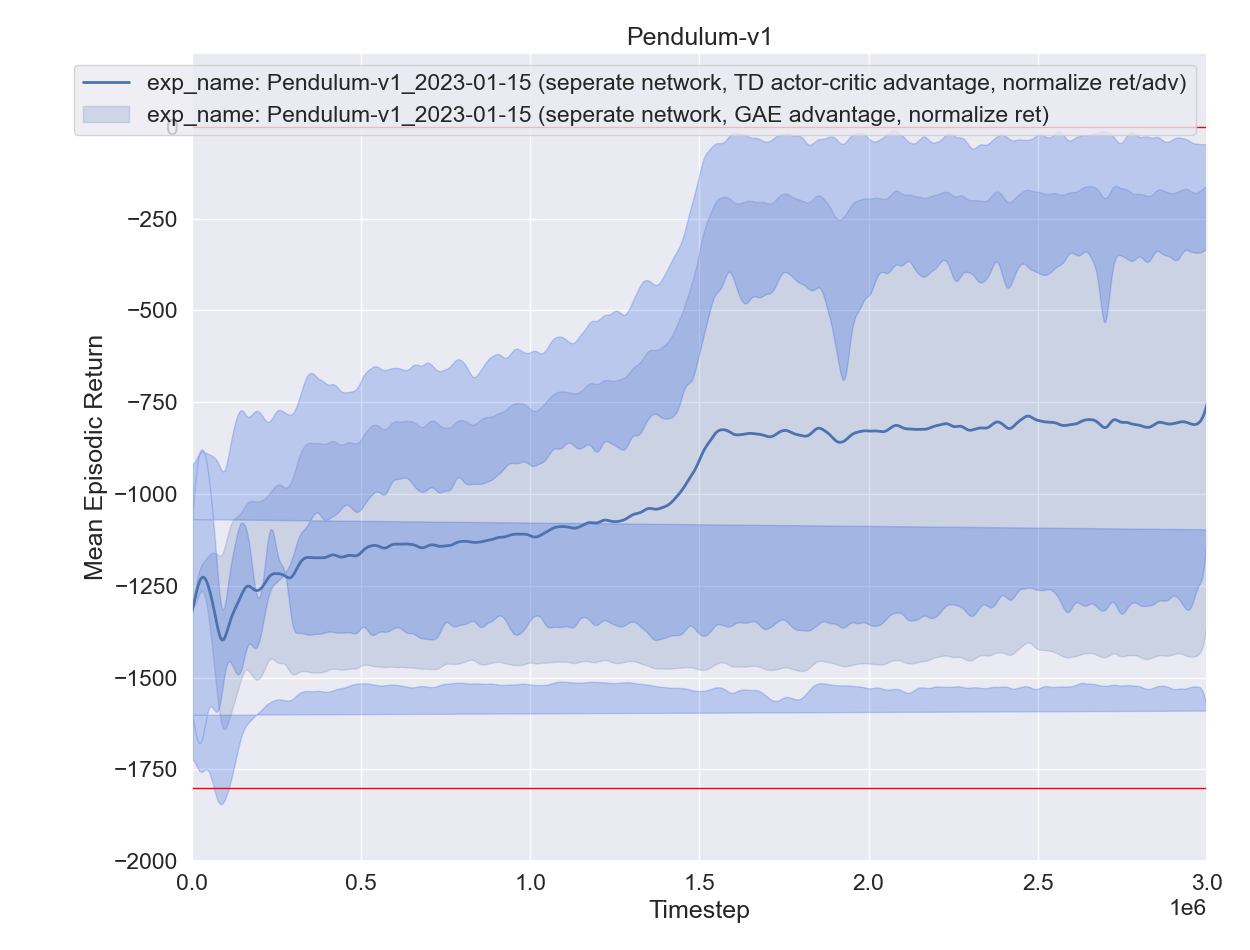 Pendulum-v1
exp_name: Pendulum-v1_2023-01-15 (seperate network, TD actor-critic advantage, normalize ret/adv)
exp_name: Pendulum-v1_2023-01-15 (seperate network, GAE advantage, normalize ret)
0
−250
−500
−750
−1000
−1250
−1500
−1750
−2000
Mean Episodic Return
0.0 0.5 1.0 1.5 2.0 2.5 3.0
Timestep
1e6